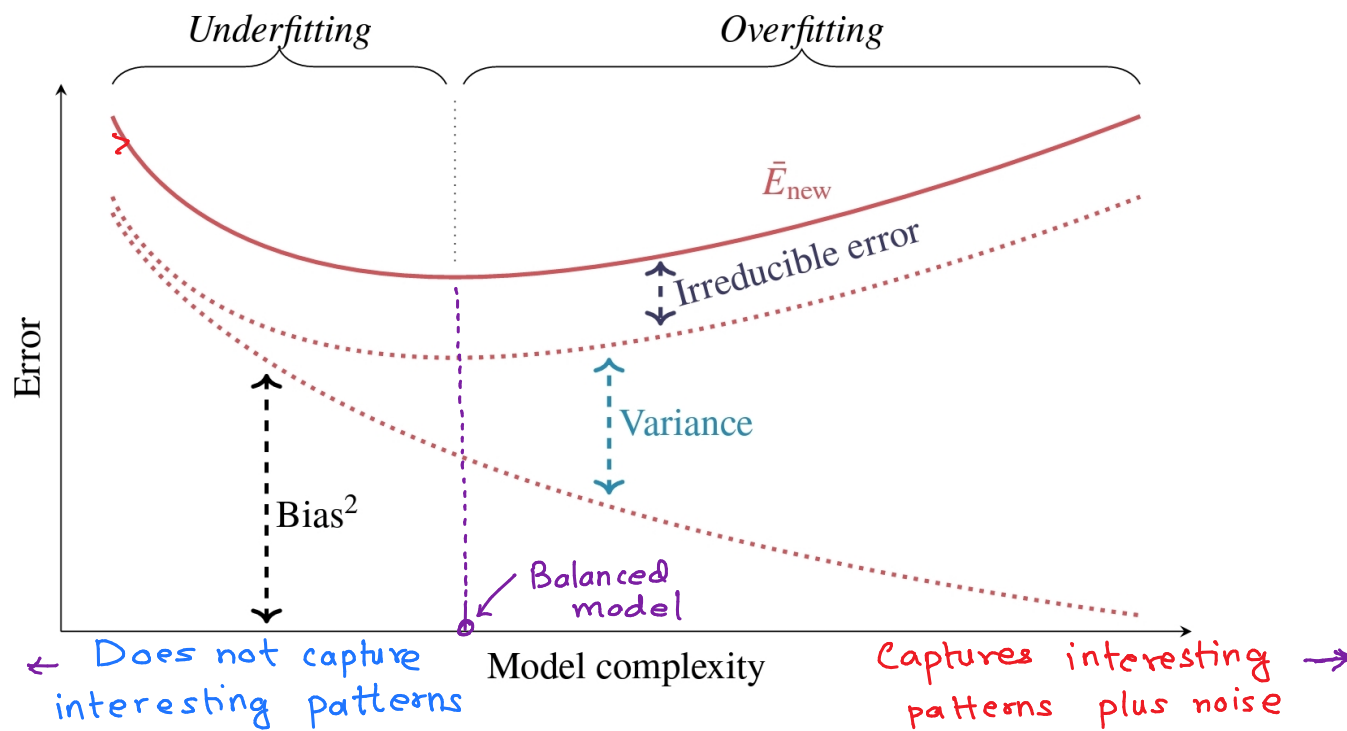 Underfitting
Overfitting
Ēnew
Irreducible error
Error
Variance
Bias²
Balanced
model
Does not capture
interesting patterns
Model complexity
Captures interesting
patterns plus noise